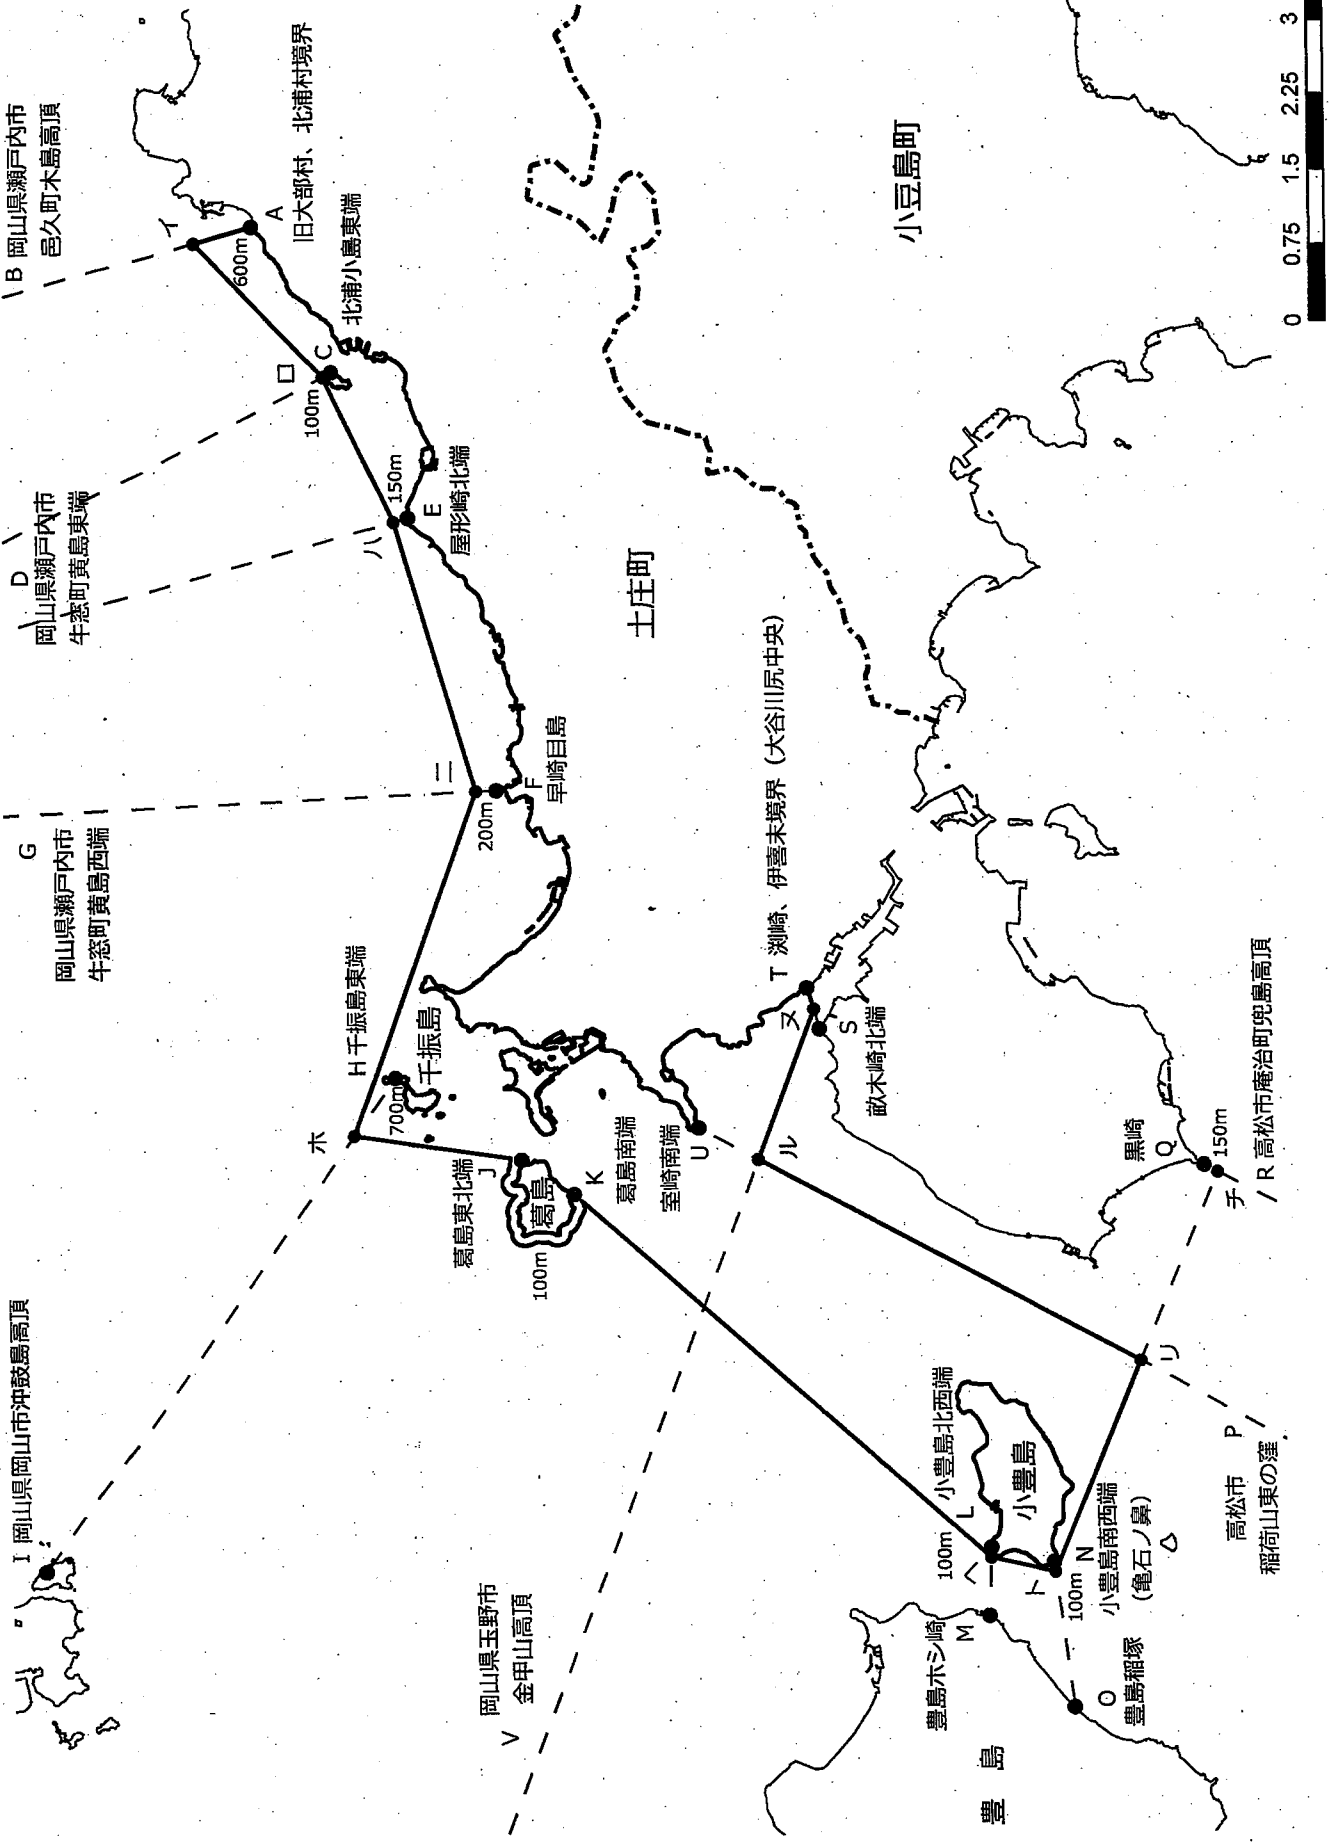 B 岡山県瀬戸内市
邑久町木島高頂
イ
600m
A
旧大部村、北浦村境界
北浦小島東端
C
ロ
100m
D
岡山県瀬戸内市
牛窓町黄島東端
150m
ハ
E
屋形崎北端
G
岡山県瀬戸内市
牛窓町黄島西端
ニ
200m
F
早崎目島
小豆島町
土庄町
H 千振島東端
千振島
700m
ホ
I 岡山県岡山市沖鼓島高頂
J
葛島東北端
葛島
100m
K
葛島南端
室崎南端
U
T 渕崎、伊喜末境界（大谷川尻中央）
ヌ
S
畝木崎北端
ル
V
岡山県玉野市
金甲山高頂
小豊島北西端
L
小豊島
100m
ヘ
M
豊島ホシ崎
ト
100m
N
小豊島南西端
（亀石ノ鼻）
O
豊島稲塚
豊 島
リ
P
高松市
稲荷山東の窪
黒崎
Q
150m
チ
R 高松市庵治町兜島高頂
0 0.75 1.5 2.25 3